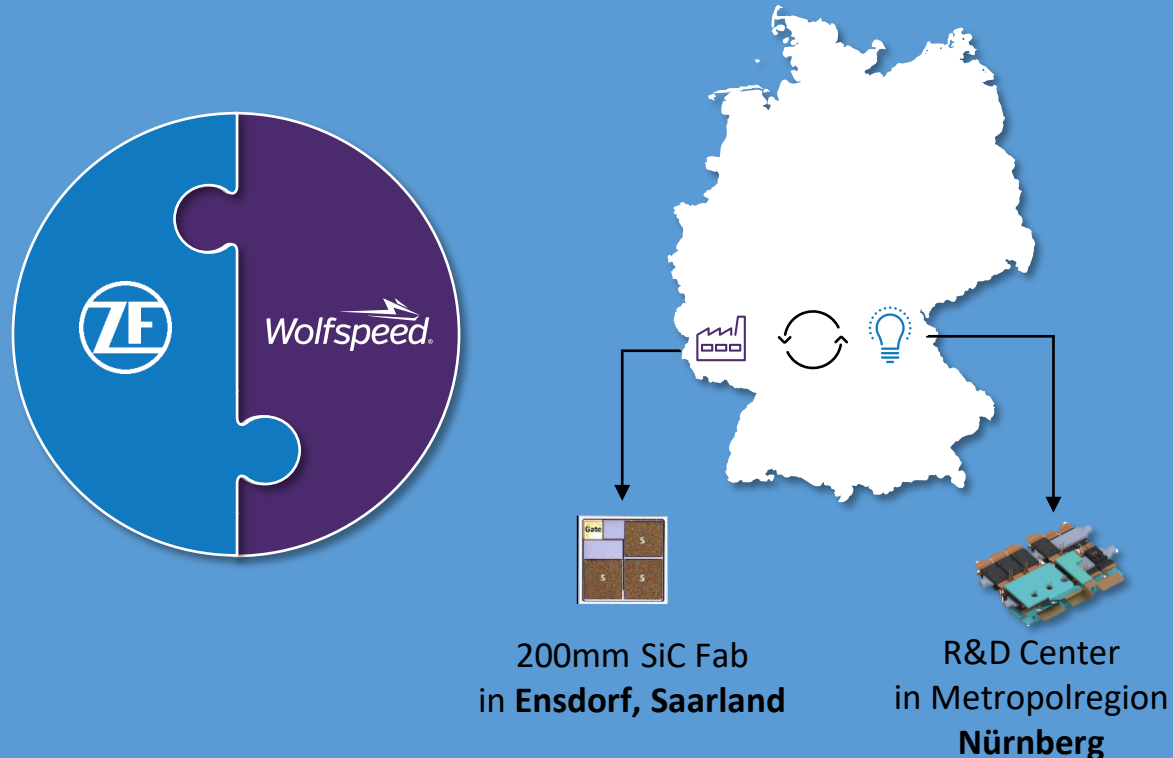 ZF
Wolfspeed.
Gate
S
S
S
200mm SiC Fab
in Ensdorf, Saarland
R&D Center
in Metropolregion
Nürnberg